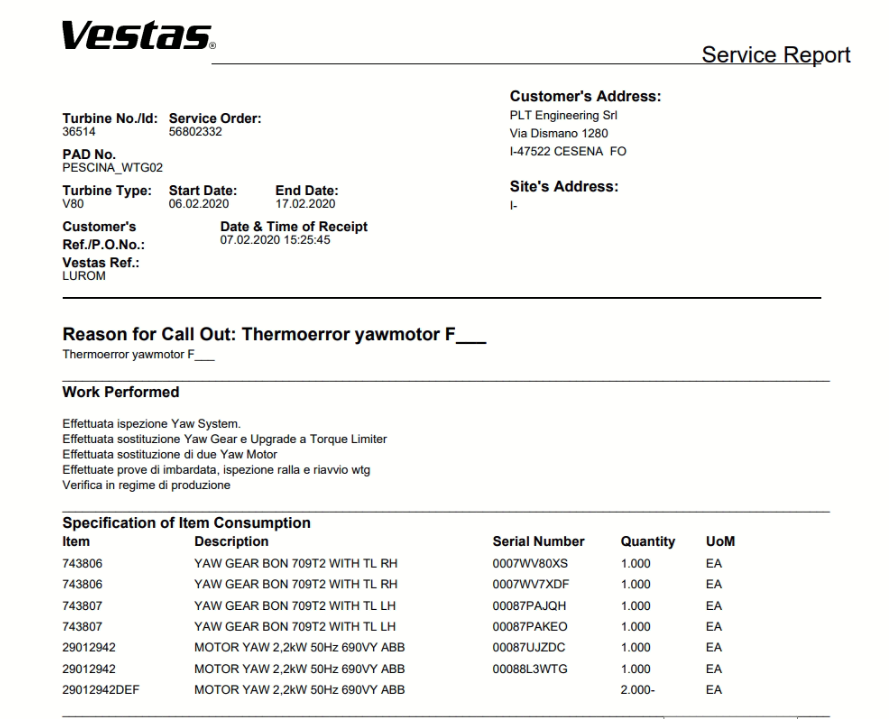 Vestas®
Service Report
Customer's Address:
PLT Engineering Srl
Via Dismano 1280
I-47522 CESENA FO
Site's Address:
I-
Turbine No./Id: Service Order:
36514 56802332
PAD No.
PESCINA_WTG02
Turbine Type: Start Date: End Date:
V80 06.02.2020 17.02.2020
Customer's Date & Time of Receipt
Ref./P.O.No.: 07.02.2020 15:25:45
Vestas Ref.:
LUROM
Reason for Call Out: Thermoerror yawmotor F___
Thermoerror yawmotor F___
Work Performed
Effettuata ispezione Yaw System.
Effettuata sostituzione Yaw Gear e Upgrade a Torque Limiter
Effettuata sostituzione di due Yaw Motor
Effettuate prove di imbardata, ispezione ralla e riavvio wtg
Verifica in regime di produzione
Specification of Item Consumption
Item Description Serial Number Quantity UoM
743806 YAW GEAR BON 709T2 WITH TL RH 0007WV80XS 1.000 EA
743806 YAW GEAR BON 709T2 WITH TL RH 0007WV7XDF 1.000 EA
743807 YAW GEAR BON 709T2 WITH TL LH 00087PAJQH 1.000 EA
743807 YAW GEAR BON 709T2 WITH TL LH 00087PAKEO 1.000 EA
29012942 MOTOR YAW 2,2kW 50Hz 690VY ABB 00087UJZDC 1.000 EA
29012942 MOTOR YAW 2,2kW 50Hz 690VY ABB 00088L3WTG 1.000 EA
29012942DEF MOTOR YAW 2,2kW 50Hz 690VY ABB 2.000- EA